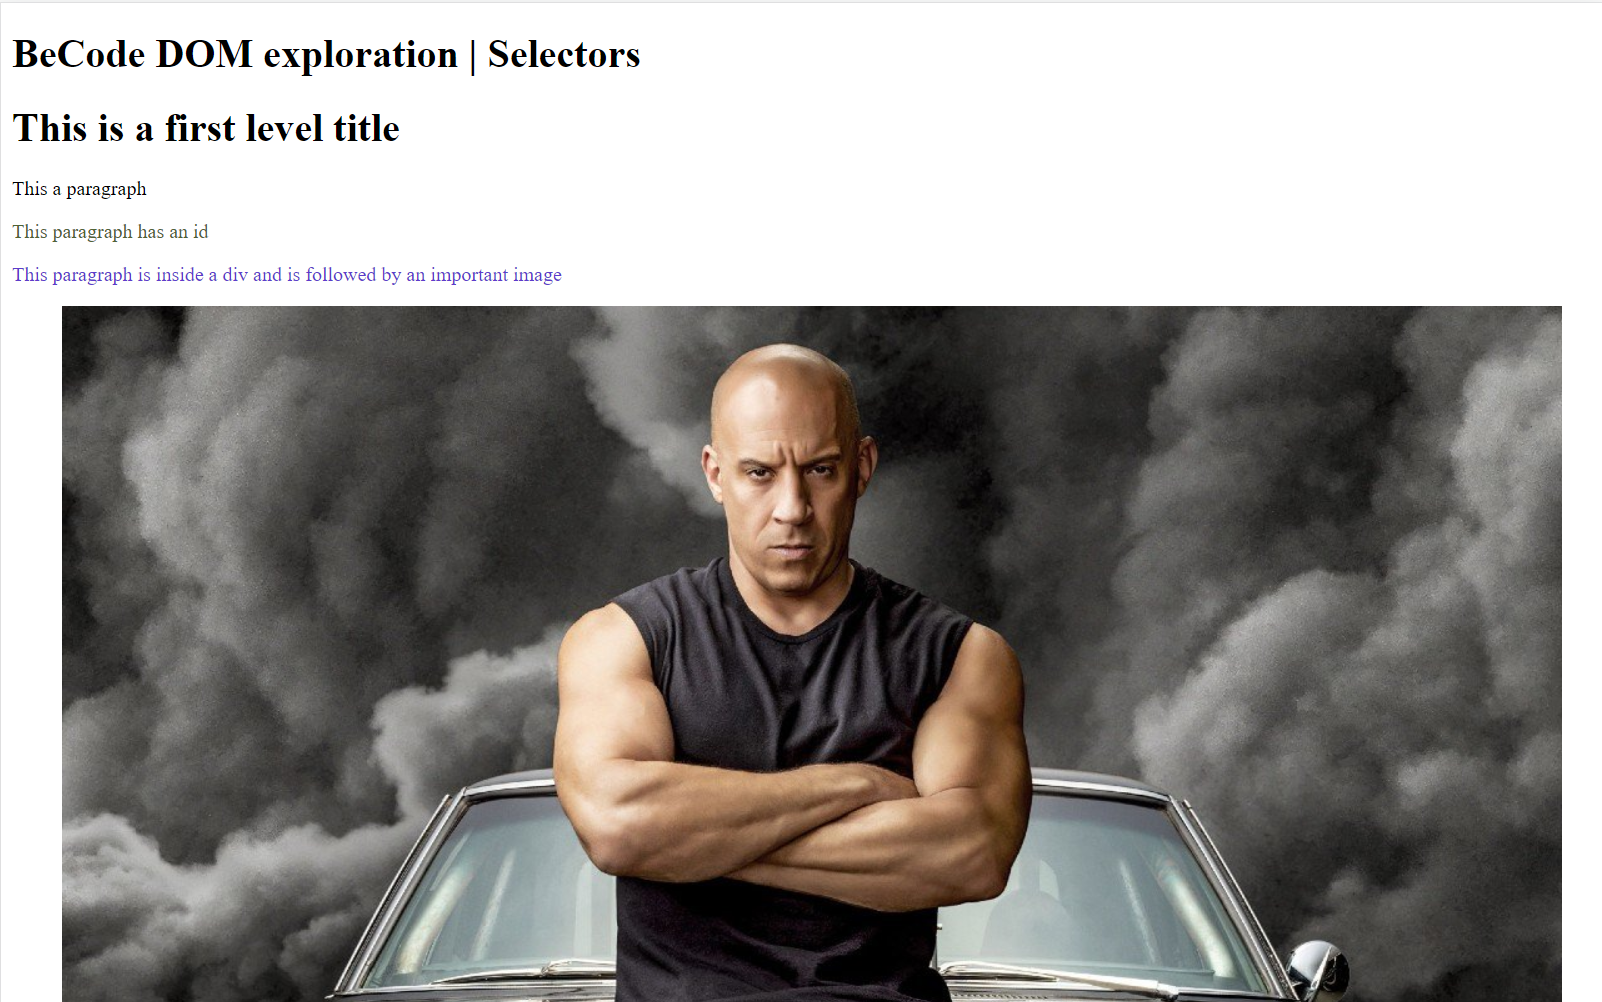 BeCode DOM exploration | Selectors
This is a first level title
This a paragraph
This paragraph has an id
This paragraph is inside a div and is followed by an important image